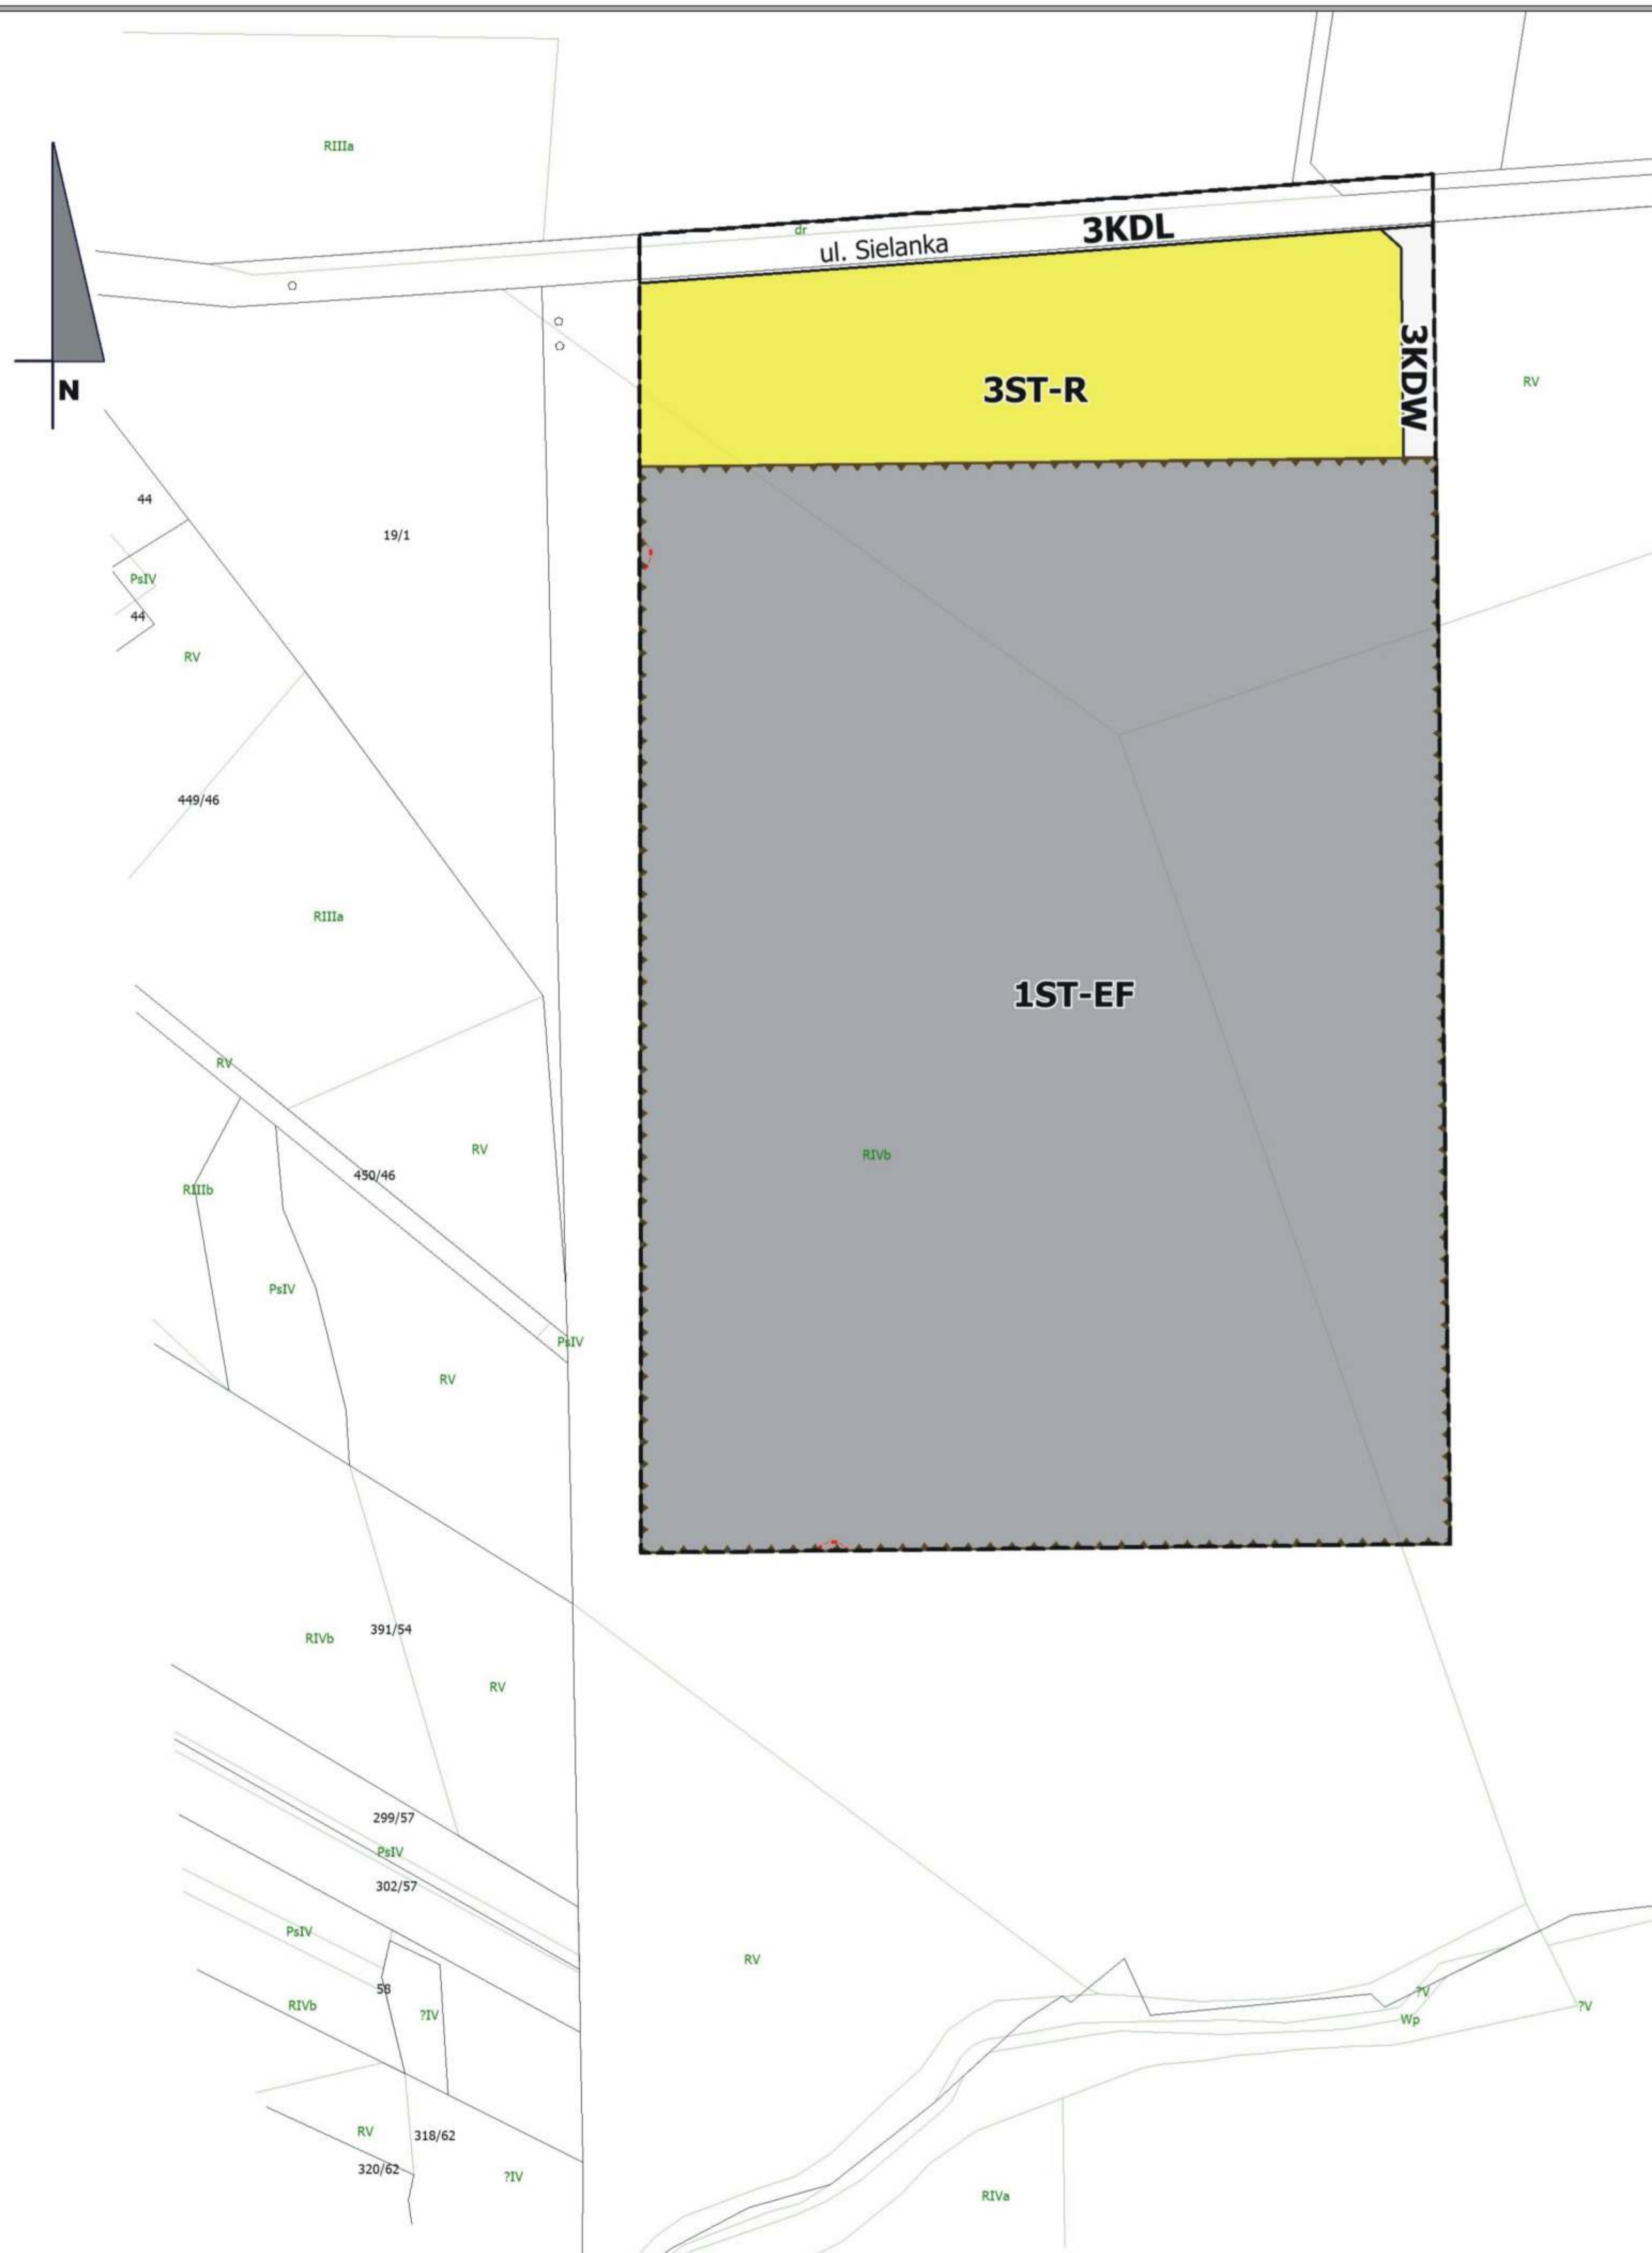 RIIIa
dr
ul. Sielanka
3KDL
N
3ST-R
3KDW
RV
44
19/1
PsIV
44
RV
449/46
RIIIa
1ST-EF
RV
RV
RIVb
450/46
RIIIb
PsIV
PsIV
RV
391/54
RIVb
RV
299/57
PsIV
302/57
PsIV
RV
58
RIVb
?IV
?V
?V
Wp
RV
318/62
320/62
?IV
RIVa